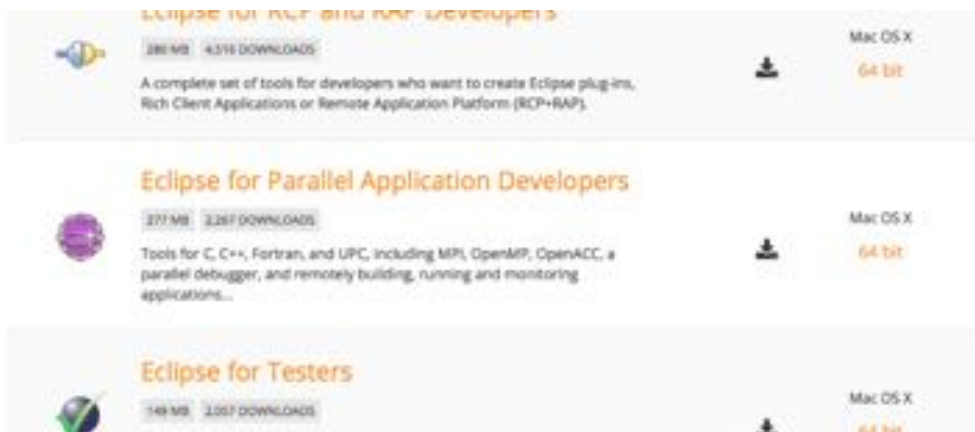 Eclipse for RCP and RAP Developers
280 MB 4,516 DOWNLOADS
A complete set of tools for developers who want to create Eclipse plug-ins,
Rich Client Applications or Remote Application Platform (RCP+RAP).
Mac OS X
64 bit
Eclipse for Parallel Application Developers
277 MB 2,267 DOWNLOADS
Tools for C, C++, Fortran, and UPC, including MPI, OpenMP, OpenACC, a
parallel debugger, and remotely building, running and monitoring
applications...
Mac OS X
64 bit
Eclipse for Testers
149 MB 2,057 DOWNLOADS
Mac OS X
64 bit